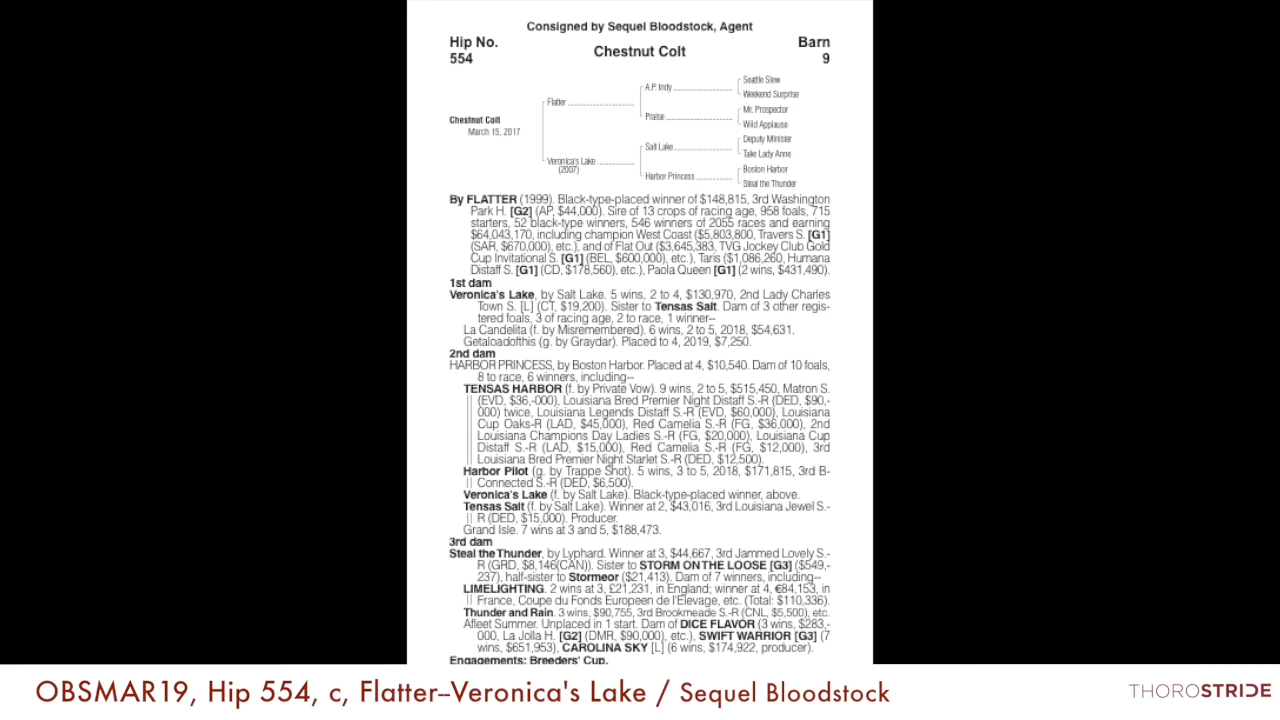 Consigned by Sequel Bloodstock, Agent
Hip No. Barn
554 Chestnut Colt 9
Seattle Slew
A.P. Indy
Weekend Surprise
Flatter
Mr. Prospector
Praise
Wild Applause
Chestnut Colt
March 15, 2017
Deputy Minister
Salt Lake
Take Lady Anne
Veronica's Lake
(2007)
Boston Harbor
Harbor Princess
Steal the Thunder
By FLATTER (1999). Black-type-placed winner of $148,815, 3rd Washington
Park H. [G2] (AP, $44,000). Sire of 13 crops of racing age, 958 foals, 715
starters, 52 black-type winners, 546 winners of 2055 races and earning
$64,043,170, including champion West Coast ($5,803,800, Travers S. [G1]
(SAR, $670,000), etc.), and of Flat Out ($3,645,383, TVG Jockey Club Gold
Cup Invitational S. [G1] (BEL, $600,000), etc.), Taris ($1,086,260, Humana
Distaff S. [G1] (CD, $178,560), etc.), Paola Queen [G1] (2 wins, $431,490).
1st dam
Veronica's Lake, by Salt Lake. 5 wins, 2 to 4, $130,970, 2nd Lady Charles
Town S. [L] (CT, $19,200). Sister to Tensas Salt. Dam of 3 other regis-
tered foals, 3 of racing age, 2 to race, 1 winner--
La Candelita (f. by Misremembered). 6 wins, 2 to 5, 2018, $54,631.
Getaloadofthis (g. by Graydar). Placed to 4, 2019, $7,250.
2nd dam
HARBOR PRINCESS, by Boston Harbor. Placed at 4, $10,540. Dam of 10 foals,
8 to race, 6 winners, including--
TENSAS HARBOR (f. by Private Vow). 9 wins, 2 to 5, $515,450, Matron S.
(EVD, $36,-000), Louisiana Bred Premier Night Distaff S.-R (DED, $90,-
000) twice, Louisiana Legends Distaff S.-R (EVD, $60,000), Louisiana
Cup Oaks-R (LAD, $45,000), Red Camelia S.-R (FG, $36,000), 2nd
Louisiana Champions Day Ladies S.-R (FG, $20,000), Louisiana Cup
Distaff S.-R (LAD, $15,000), Red Camelia S.-R (FG, $12,000), 3rd
Louisiana Bred Premier Night Starlet S.-R (DED, $12,500).
Harbor Pilot (g. by Trappe Shot). 5 wins, 3 to 5, 2018, $171,815, 3rd B-
Connected S.-R (DED, $6,500).
Veronica's Lake (f. by Salt Lake). Black-type-placed winner, above.
Tensas Salt (f. by Salt Lake). Winner at 2, $43,016, 3rd Louisiana Jewel S.-
R (DED, $15,000). Producer.
Grand Isle. 7 wins at 3 and 5, $188,473.
3rd dam
Steal the Thunder, by Lyphard. Winner at 3, $44,667, 3rd Jammed Lovely S.-
R (GRD, $8,146(CAN)). Sister to STORM ON THE LOOSE [G3] ($549,-
237), half-sister to Stormeor ($21,413). Dam of 7 winners, including--
LIMELIGHTING. 2 wins at 3, £21,231, in England; winner at 4, €84,153, in
France, Coupe du Fonds Europeen de l'Elevage, etc. (Total: $110,336).
Thunder and Rain. 3 wins, $90,755, 3rd Brookmeade S.-R (CNL, $5,500), etc.
Afleet Summer. Unplaced in 1 start. Dam of DICE FLAVOR (3 wins, $283,-
000, La Jolla H. [G2] (DMR, $90,000), etc.), SWIFT WARRIOR [G3] (7
wins, $651,953), CAROLINA SKY [L] (6 wins, $174,922, producer).
Engagements: Breeders' Cup.
OBSMAR19, Hip 554, c, Flatter--Veronica's Lake / Sequel Bloodstock
THOROSTRIDE